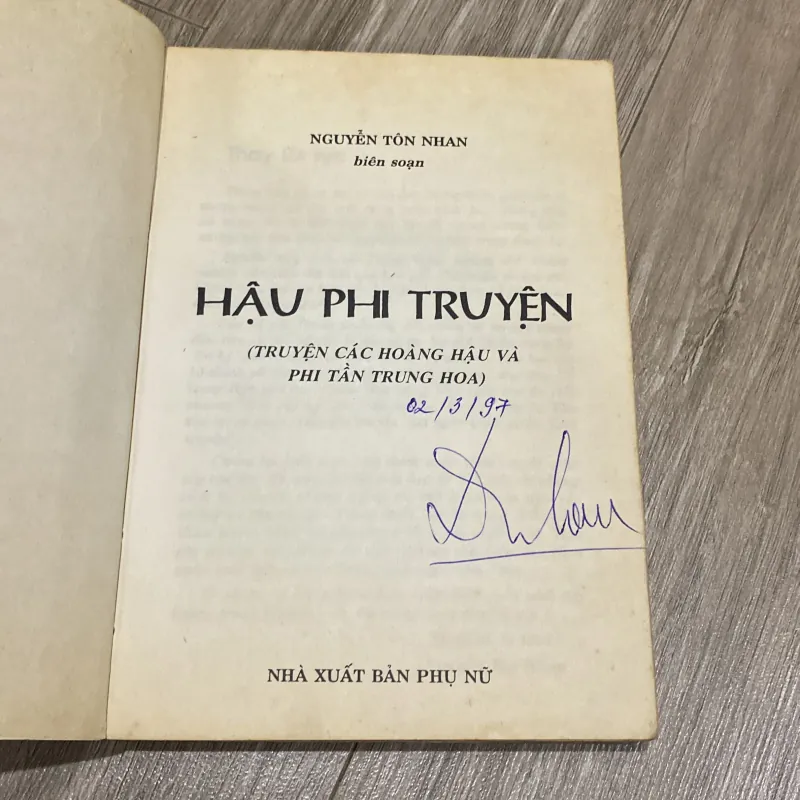 NGUYỄN TÔN NHAN
biên soạn
HẬU PHI TRUYỆN
(TRUYỆN CÁC HOÀNG HẬU VÀ
PHI TẦN TRUNG HOA)
02/3/97
NHÀ XUẤT BẢN PHỤ NỮ